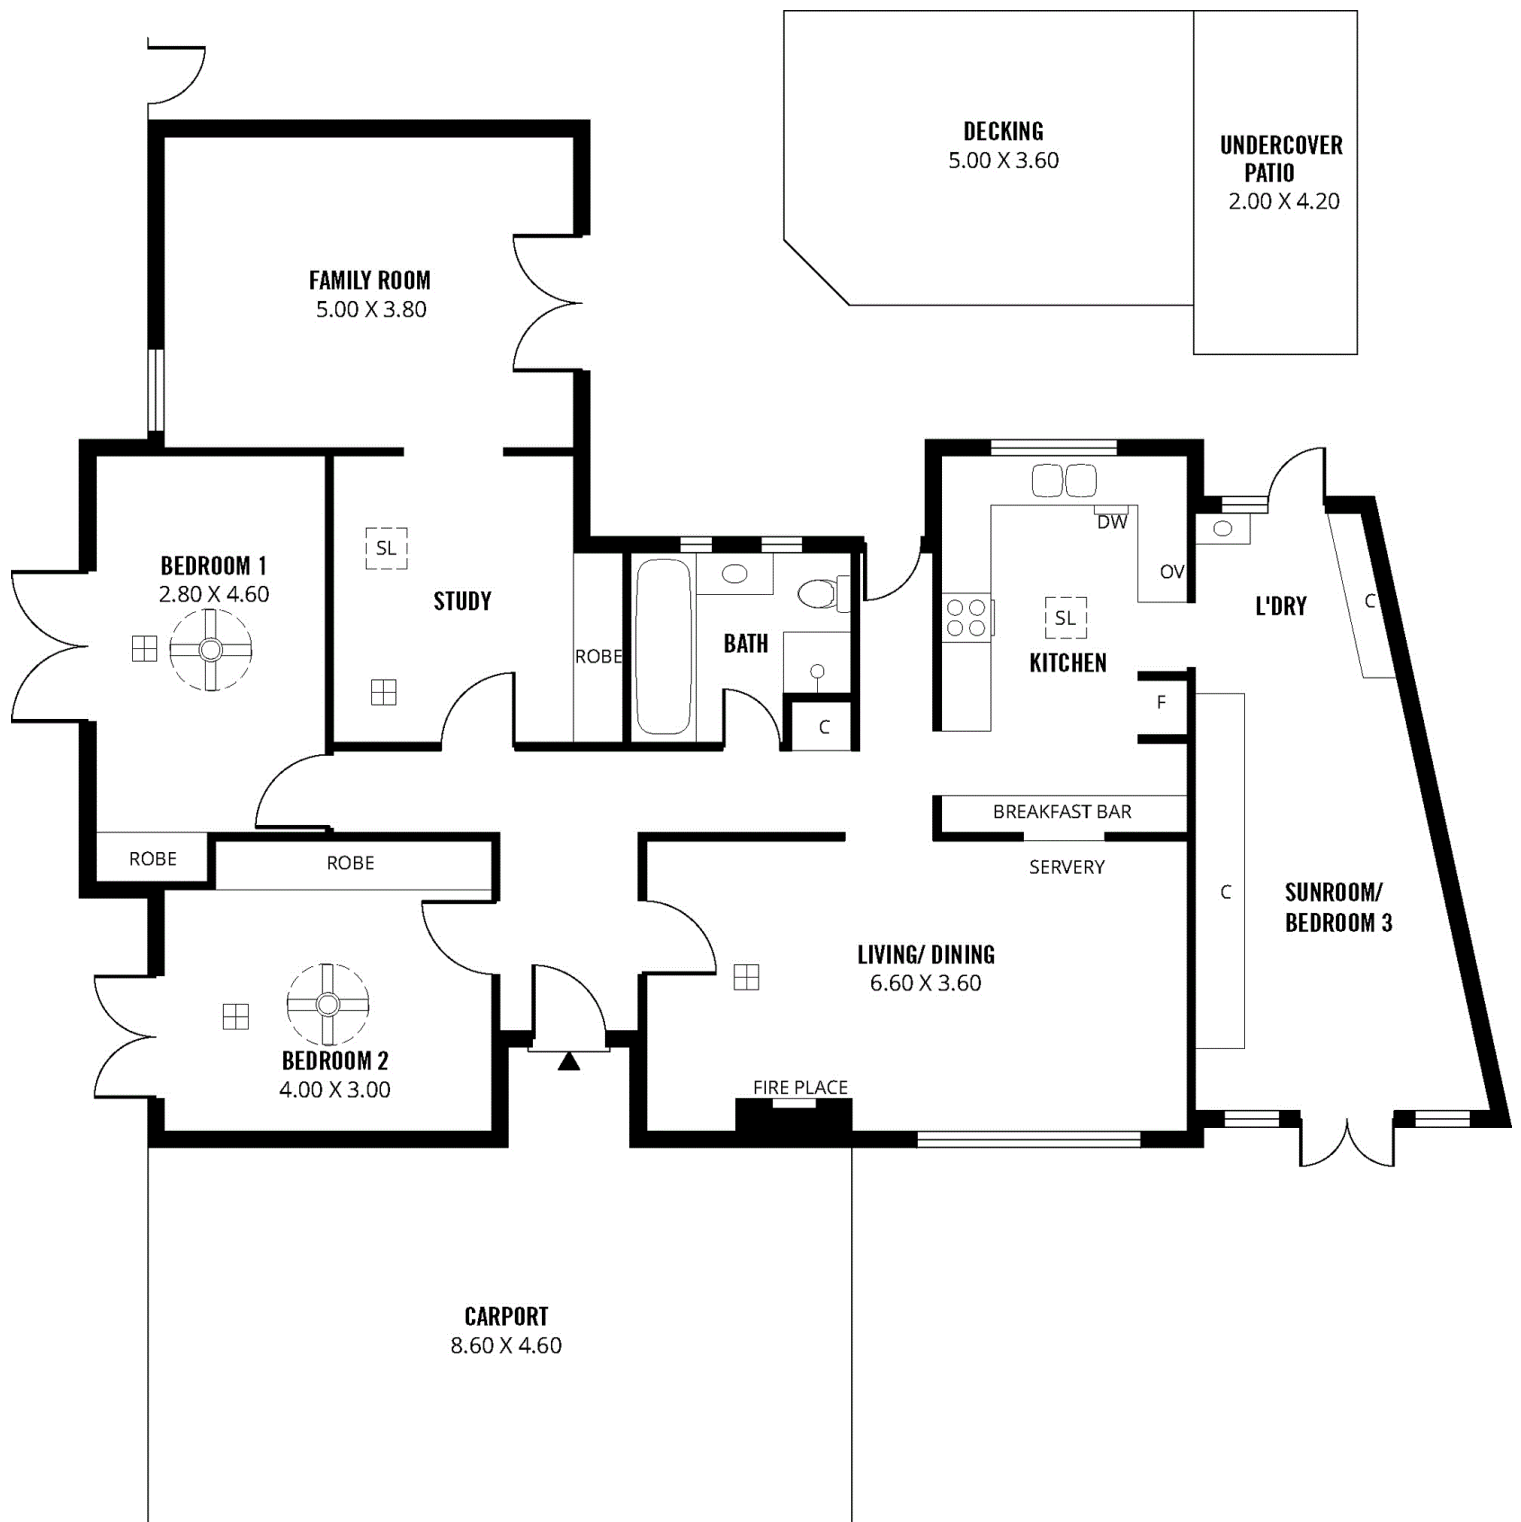 DECKING
5.00 X 3.60
UNDERCOVER
PATIO
2.00 X 4.20
FAMILY ROOM
5.00 X 3.80
BEDROOM 1
2.80 X 4.60
SL
STUDY
ROBE
BATH
C
DW
OV
SL
KITCHEN
F
L'DRY
C
BREAKFAST BAR
SERVERY
ROBE
ROBE
C
SUNROOM/
BEDROOM 3
LIVING/ DINING
6.60 X 3.60
BEDROOM 2
4.00 X 3.00
FIRE PLACE
CARPORT
8.60 X 4.60